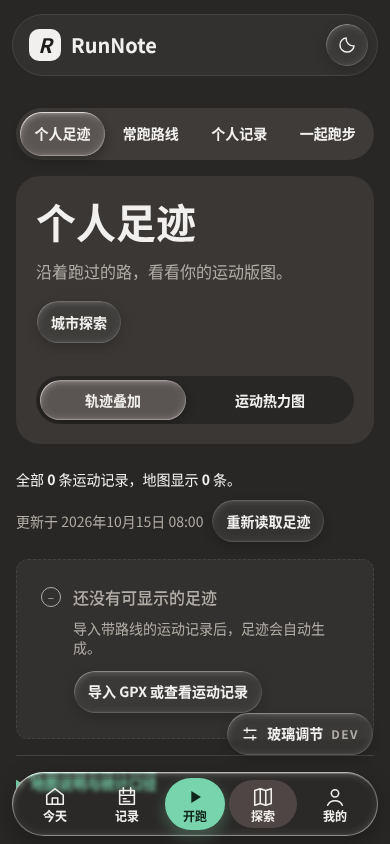 R RunNote
个人足迹 常跑路线 个人记录 一起跑步
个人足迹
沿着跑过的路，看看你的运动版图。
城市探索
轨迹叠加 运动热力图
全部 0 条运动记录，地图显示 0 条。
更新于 2026年10月15日 08:00 重新读取足迹
还没有可显示的足迹
导入带路线的运动记录后，足迹会自动生
成。
导入 GPX 或查看运动记录
玻璃调节 DEV
今天 记录 开跑 探索 我的